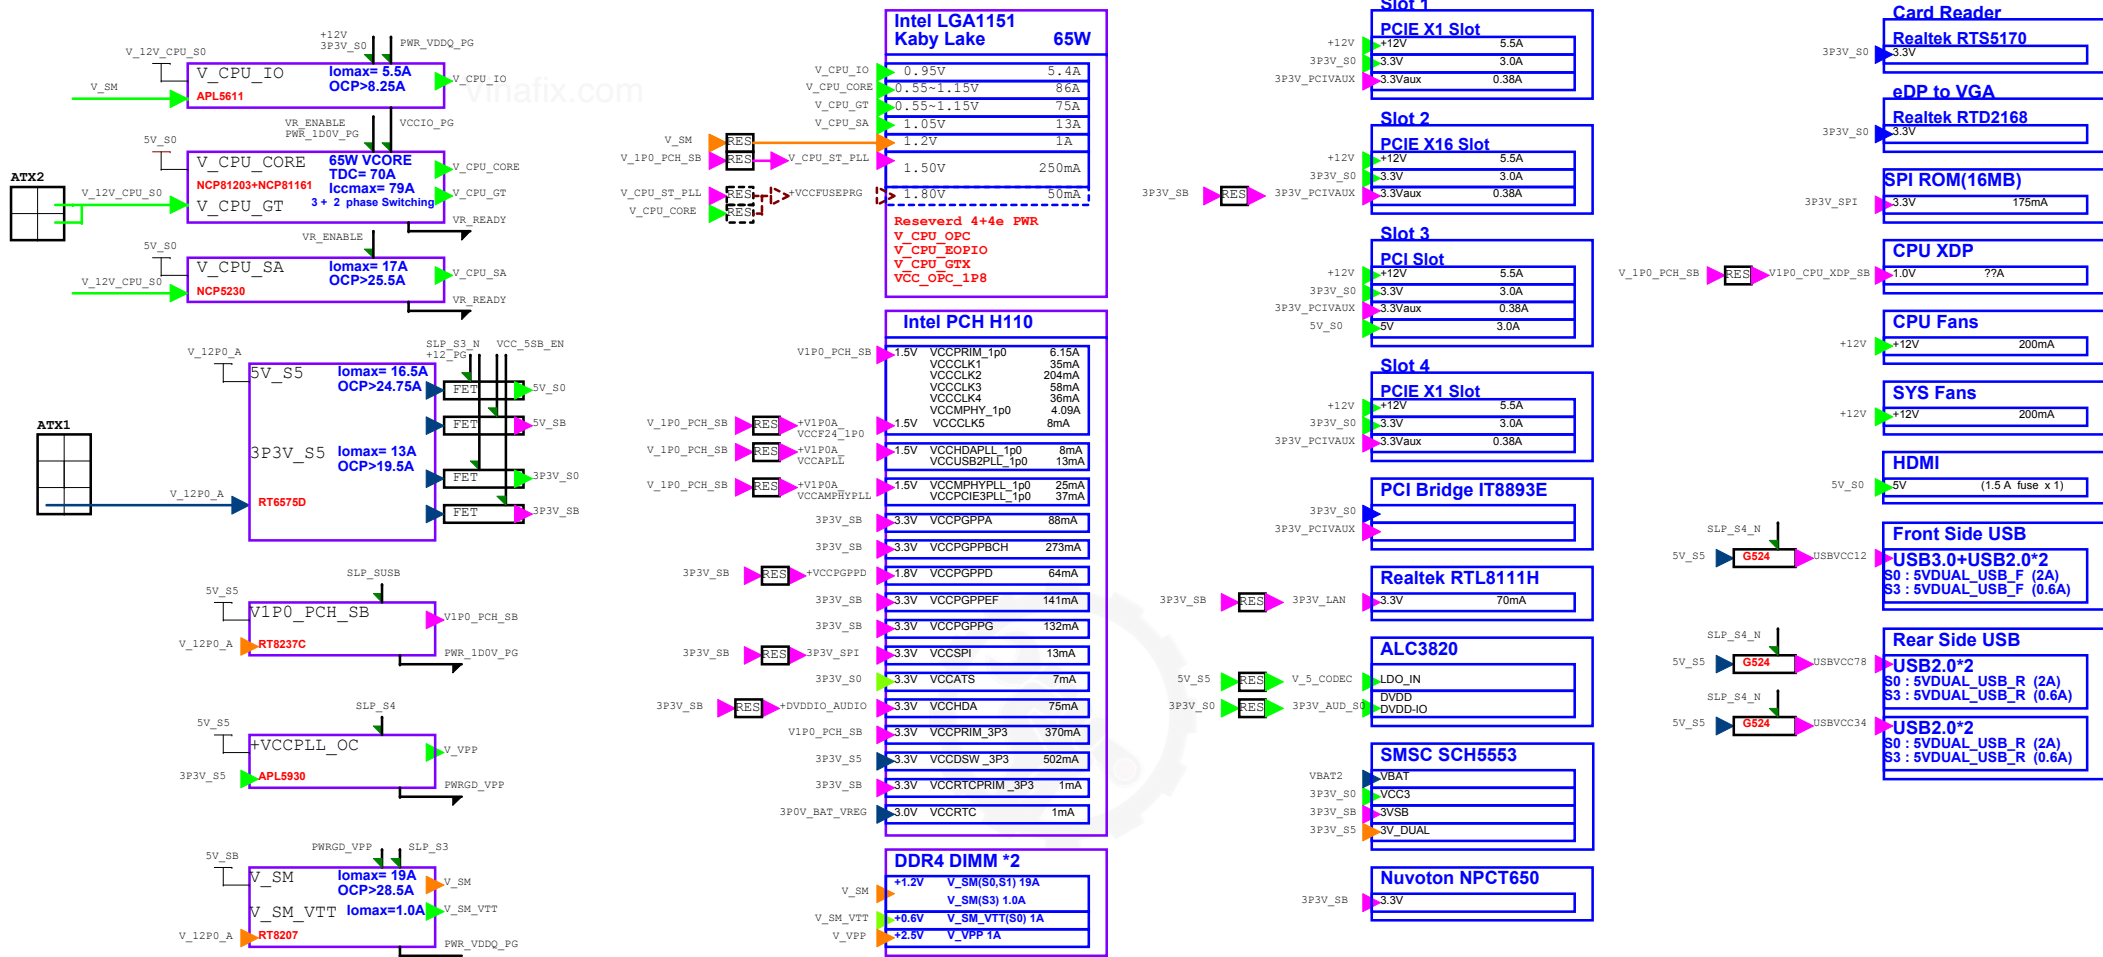 +12V
3P3V_S0
PWR_VDDQ_PG
V_12V_CPU_S0
V_SM
V_CPU_IO
Iomax= 5.5A
OCP>8.25A
APL5611
V_CPU_IO
vinafix.com
VR_ENABLE
PWR_1D0V_PG
VCCIO_PG
5V_S0
ATX2
V_12V_CPU_S0
V_CPU_CORE
65W VCORE
TDC= 70A
NCP81203+NCP81161
Iccmax= 79A
3 + 2 phase Switching
V_CPU_GT
V_CPU_CORE
V_CPU_GT
VR_READY
VR_ENABLE
5V_S0
V_12V_CPU_S0
V_CPU_SA
Iomax= 17A
OCP>25.5A
NCP5230
V_CPU_SA
VR_READY
SLP_S3_N
VCC_5SB_EN
+12_PG
V_12P0_A
5V_S5
Iomax= 16.5A
OCP>24.75A
FET
5V_S0
FET
5V_SB
ATX1
3P3V_S5
Iomax= 13A
OCP>19.5A
FET
3P3V_S0
V_12P0_A
RT6575D
FET
3P3V_SB
SLP_SUSB
5V_S5
V1P0_PCH_SB
V1P0_PCH_SB
V_12P0_A
RT8237C
PWR_1D0V_PG
SLP_S4
5V_S5
+VCCPLL_OC
V_VPP
3P3V_S5
APL5930
PWRGD_VPP
PWRGD_VPP
SLP_S3
5V_SB
V_SM
Iomax= 19A
OCP>28.5A
V_SM
V_SM_VTT
Iomax=1.0A
V_SM_VTT
V_12P0_A
RT8207
PWR_VDDQ_PG
Intel LGA1151
Kaby Lake 65W
V_CPU_IO 0.95V 5.4A
V_CPU_CORE 0.55~1.15V 86A
V_CPU_GT 0.55~1.15V 75A
V_CPU_SA 1.05V 13A
V_SM RES 1.2V 1A
V_1P0_PCH_SB RES V_CPU_ST_PLL 1.50V 250mA
V_CPU_ST_PLL RES +VCCFUSEPRG 1.80V 50mA
V_CPU_CORE RES
Reseverd 4+4e PWR
V_CPU_OPC
V_CPU_EOPIO
V_CPU_GTX
VCC_OPC_1P8
Intel PCH H110
V1P0_PCH_SB 1.5V VCCPRIM_1p0 6.15A
VCCCLK1 35mA
VCCCLK2 204mA
VCCCLK3 58mA
VCCCLK4 36mA
VCCMPHY_1p0 4.09A
V_1P0_PCH_SB RES +V1P0A_VCCF24_1P0 1.5V VCCCLK5 8mA
V_1P0_PCH_SB RES +V1P0A_VCCAPLL 1.5V VCCHDAPLL_1p0 8mA
VCCUSB2PLL_1p0 13mA
V_1P0_PCH_SB RES +V1P0A_VCCAMPHYPLL 1.5V VCCMPHYPLL_1p0 25mA
VCCPCIE3PLL_1p0 37mA
3P3V_SB 3.3V VCCPGPPA 88mA
3P3V_SB 3.3V VCCPGPPBCH 273mA
3P3V_SB RES +VCCPGPPD 1.8V VCCPGPPD 64mA
3P3V_SB 3.3V VCCPGPPEF 141mA
3P3V_SB 3.3V VCCPGPPG 132mA
3P3V_SB RES 3P3V_SPI 3.3V VCCSPI 13mA
3P3V_S0 3.3V VCCATS 7mA
3P3V_SB RES +DVDDIO_AUDIO 3.3V VCCHDA 75mA
V1P0_PCH_SB 3.3V VCCPRIM_3P3 370mA
3P3V_S5 3.3V VCCDSW_3P3 502mA
3P3V_SB 3.3V VCCRTCPRIM_3P3 1mA
3P0V_BAT_VREG 3.0V VCCRTC 1mA
DDR4 DIMM *2
V_SM +1.2V V_SM(S0,S1) 19A
V_SM(S3) 1.0A
V_SM_VTT +0.6V V_SM_VTT(S0) 1A
V_VPP +2.5V V_VPP 1A
Slot 1
PCIE X1 Slot
+12V +12V 5.5A
3P3V_S0 3.3V 3.0A
3P3V_PCIVAUX 3.3Vaux 0.38A
Slot 2
PCIE X16 Slot
+12V +12V 5.5A
3P3V_S0 3.3V 3.0A
3P3V_SB RES 3P3V_PCIVAUX 3.3Vaux 0.38A
Slot 3
PCI Slot
+12V +12V 5.5A
3P3V_S0 3.3V 3.0A
3P3V_PCIVAUX 3.3Vaux 0.38A
5V_S0 5V 3.0A
Slot 4
PCIE X1 Slot
+12V +12V 5.5A
3P3V_S0 3.3V 3.0A
3P3V_PCIVAUX 3.3Vaux 0.38A
PCI Bridge IT8893E
3P3V_S0
3P3V_PCIVAUX
Realtek RTL8111H
3P3V_SB RES 3P3V_LAN 3.3V 70mA
ALC3820
5V_S5 RES V_5_CODEC LDO_IN
DVDD
3P3V_S0 RES 3P3V_AUD_S0 DVDD-IO
SMSC SCH5553
VBAT2 VBAT
3P3V_S0 VCC3
3P3V_SB 3VSB
3P3V_S5 3V_DUAL
Nuvoton NPCT650
3P3V_SB 3.3V
Card Reader
Realtek RTS5170
3P3V_S0 3.3V
eDP to VGA
Realtek RTD2168
3P3V_S0 3.3V
SPI ROM(16MB)
3P3V_SPI 3.3V 175mA
CPU XDP
V_1P0_PCH_SB RES V1P0_CPU_XDP_SB 1.0V ??A
CPU Fans
+12V +12V 200mA
SYS Fans
+12V +12V 200mA
HDMI
5V_S0 5V (1.5 A fuse x 1)
SLP_S4_N
Front Side USB
5V_S5 G524 USBVCC12
USB3.0+USB2.0*2
S0 : 5VDUAL_USB_F (2A)
S3 : 5VDUAL_USB_F (0.6A)
SLP_S4_N
Rear Side USB
5V_S5 G524 USBVCC78
USB2.0*2
S0 : 5VDUAL_USB_R (2A)
S3 : 5VDUAL_USB_R (0.6A)
SLP_S4_N
5V_S5 G524 USBVCC34
USB2.0*2
S0 : 5VDUAL_USB_R (2A)
S3 : 5VDUAL_USB_R (0.6A)